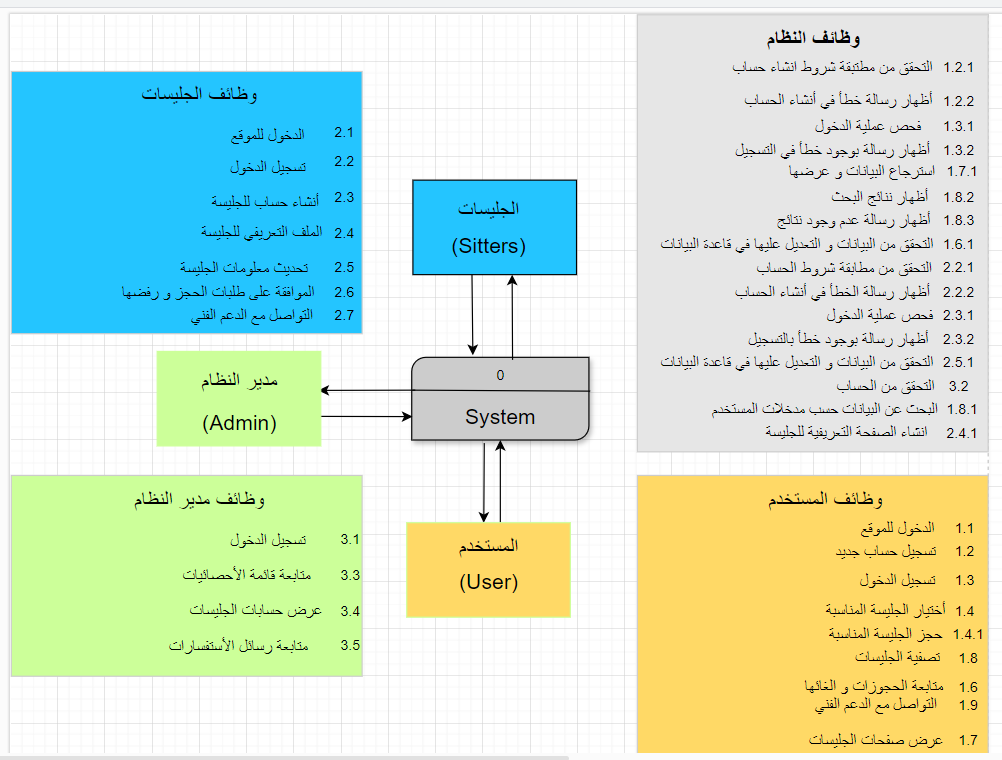 وظائف النظام
1.2.1 التحقق من مطتبقة شروط انشاء حساب
1.2.2 أظهار رسالة خطأ في أنشاء الحساب
1.3.1 فحص عملية الدخول
1.3.2 أظهار رسالة بوجود خطأ في التسجيل
1.7.1 استرجاع البيانات و عرضها
1.8.2 أظهار نتائج البحث
1.8.3 أظهار رسالة عدم وجود نتائج
1.6.1 التحقق من البيانات و التعديل عليها في قاعدة البيانات
2.2.1 التحقق من مطابقة شروط الحساب
2.2.2 أظهار رسالة الخطأ في أنشاء الحساب
2.3.1 فحص عملية الدخول
2.3.2 أظهار رسالة بوجود خطأ بالتسجيل
2.5.1 التحقق من البيانات و التعديل عليها في قاعدة البيانات
3.2 التحقق من الحساب
1.8.1 البحث عن البيانات حسب مدخلات المستخدم
2.4.1 انشاء الصفحة التعريفية للجليسة
وظائف الجليسات
2.1 الدخول للموقع
2.2 تسجيل الدخول
2.3 أنشاء حساب للجليسة
2.4 الملف التعريفي للجليسة
2.5 تحديث معلومات الجليسة
2.6 الموافقة على طلبات الحجز و رفضها
2.7 التواصل مع الدعم الفني
الجليسات
(Sitters)
0
System
مدير النظام
(Admin)
المستخدم
(User)
وظائف المستخدم
1.1 الدخول للموقع
1.2 تسجيل حساب جديد
1.3 تسجيل الدخول
1.4 أختيار الجليسة المناسبة
1.4.1 حجز الجليسة المناسبة
1.8 تصفية الجليسات
1.6 متابعة الحجوزات و الغائها
1.9 التواصل مع الدعم الفني
1.7 عرض صفحات الجليسات
وظائف مدير النظام
3.1 تسجيل الدخول
3.3 متابعة قائمة الأحصائيات
3.4 عرض حسابات الجليسات
3.5 متابعة رسائل الأستفسارات